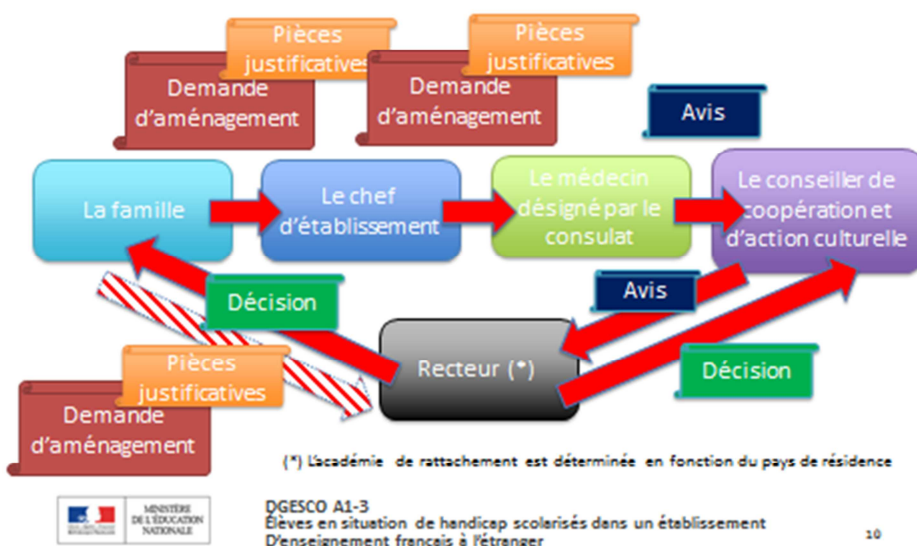 Pièces
justificatives
Pièces
justificatives
Demande
d'aménagement
Demande
d'aménagement
Avis
La famille
Le chef
d'établissement
Le médecin
désigné par le
consulat
Le conseiller de
coopération et
d'action culturelle
Décision
Avis
Recteur (*)
Décision
Pièces
justificatives
Demande
d'aménagement
(*) L'académie de rattachement est déterminée en fonction du pays de résidence
MINISTÈRE
DE L'ÉDUCATION
NATIONALE
DGESCO A1-3
Élèves en situation de handicap scolarisés dans un établissement
D'enseignement français à l'étranger
10